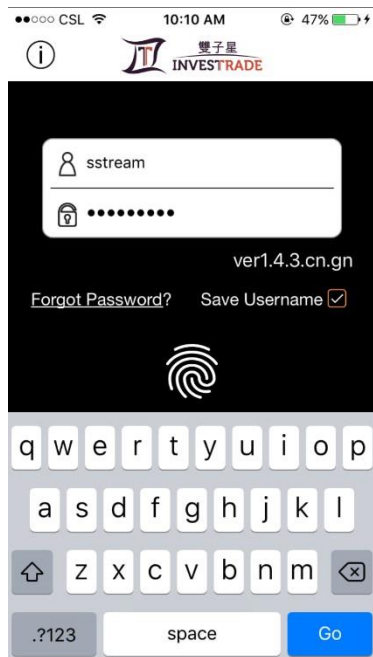 CSL 10:10 AM 47%
雙子星
INVESTRADE
sstream
•••••••••
ver1.4.3.cn.gn
Forgot Password? Save Username
q w e r t y u i o p
a s d f g h j k l
z x c v b n m
.?123 space Go